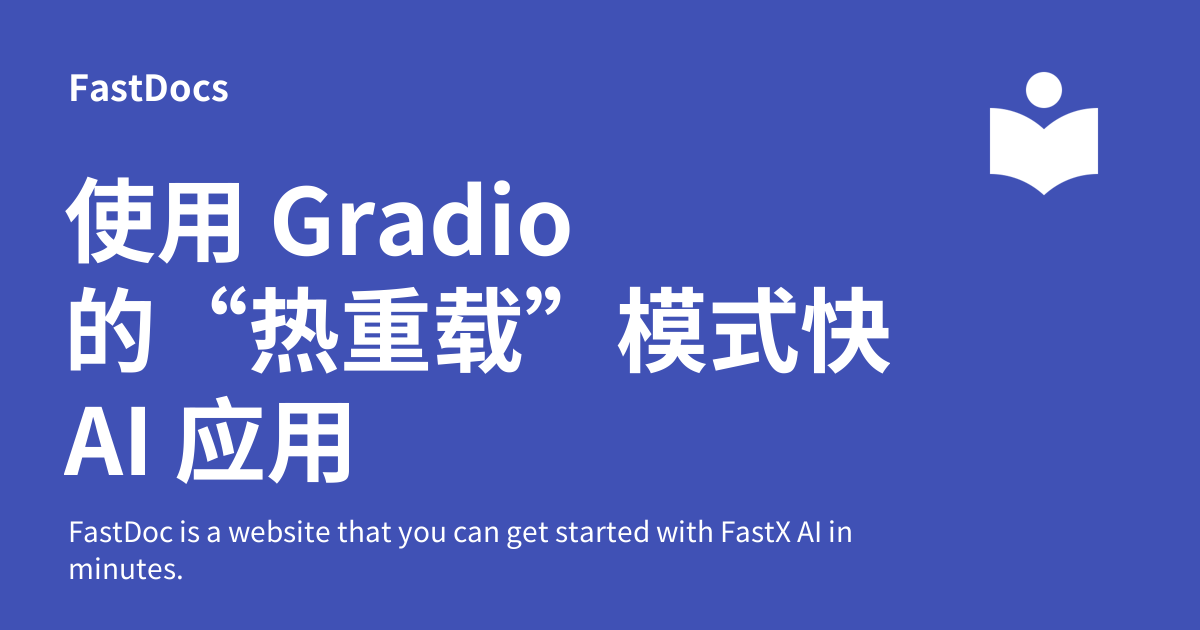 FastDocs
使用 Gradio
的“热重载”模式快
AI 应用
FastDoc is a website that you can get started with FastX AI in
minutes.